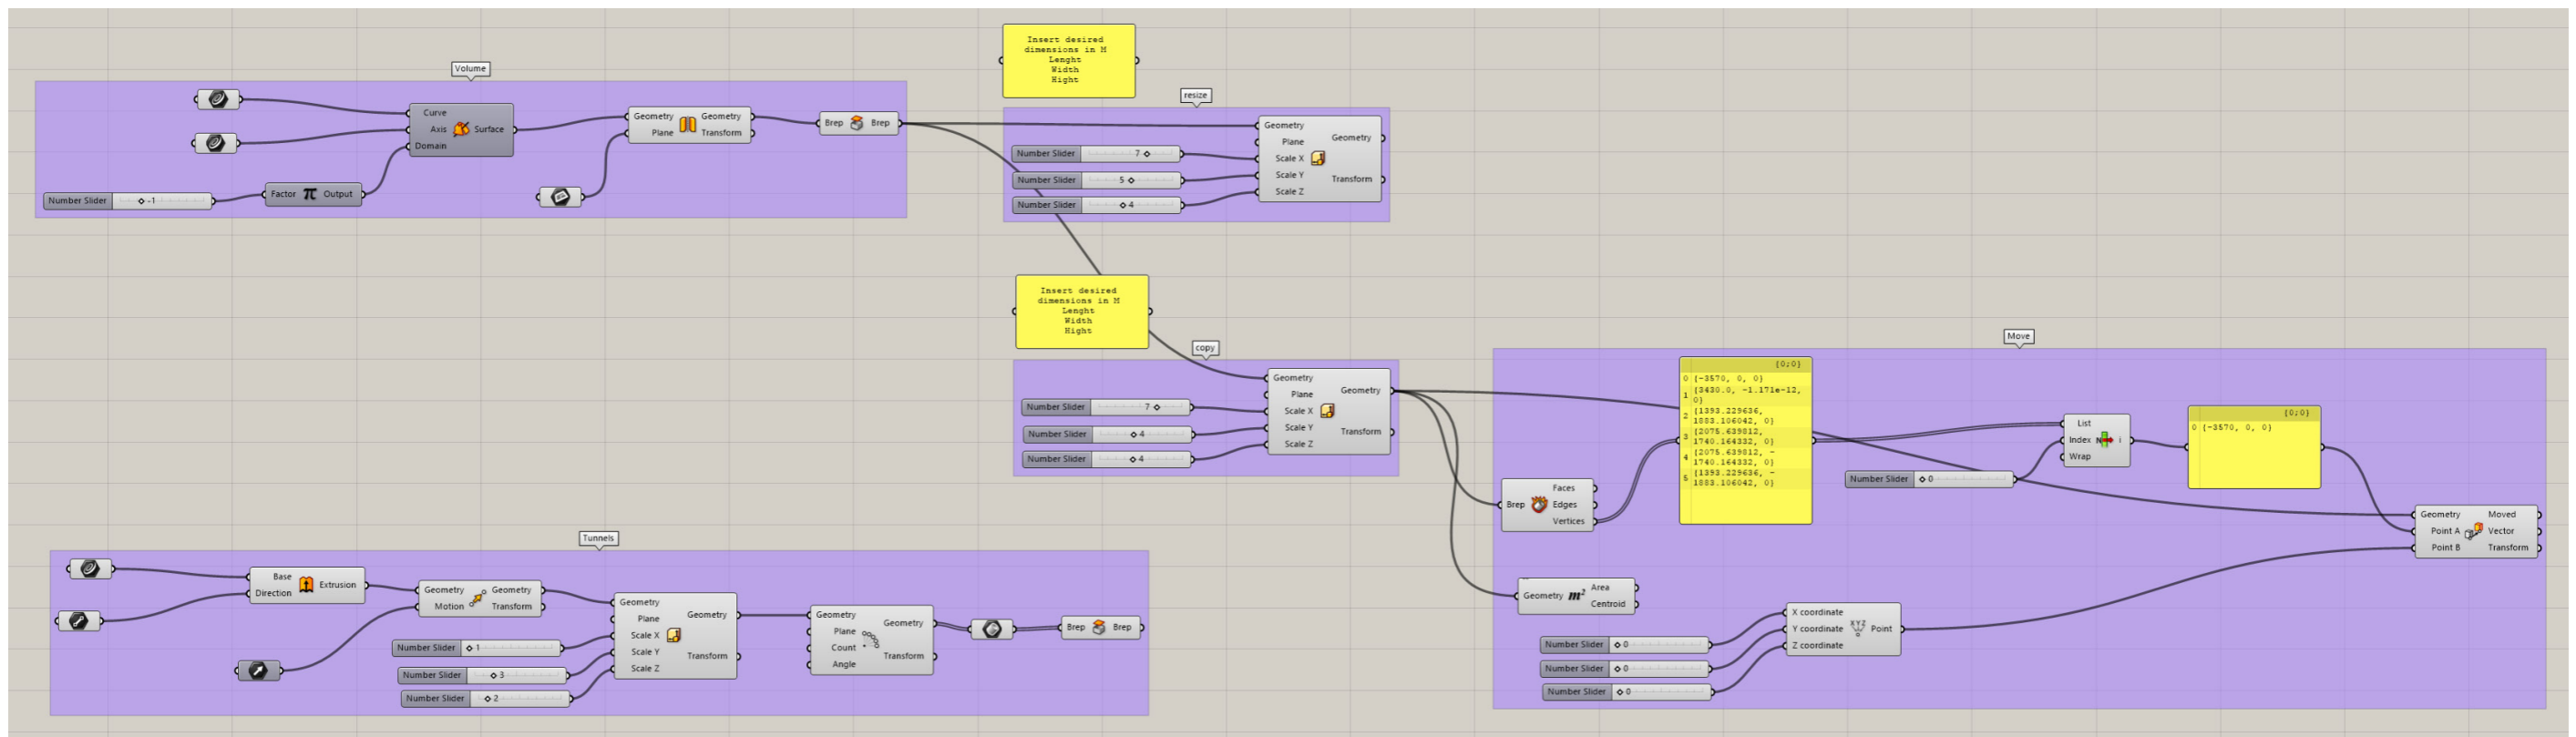 Volume
Curve
Axis
Surface
Domain
Number Slider
-1
Factor
Output
Geometry
Geometry
Plane
Transform
Brep
Brep
Insert desired
dimensions in M
Lenght
Width
Hight
resize
Number Slider
7
Number Slider
5
Number Slider
4
Geometry
Plane
Scale X
Scale Y
Scale Z
Geometry
Transform
Insert desired
dimensions in M
Lenght
Width
Hight
copy
Number Slider
7
Number Slider
4
Number Slider
4
Geometry
Plane
Scale X
Scale Y
Scale Z
Geometry
Transform
Tunnels
Base
Direction
Extrusion
Geometry
Motion
Geometry
Transform
Number Slider
1
Number Slider
3
Number Slider
2
Geometry
Plane
Scale X
Scale Y
Scale Z
Geometry
Transform
Geometry
Plane
Count
Angle
Geometry
Transform
Brep
Brep
Move
Brep
Faces
Edges
Vertices
{0;0}
0 {-3570, 0, 0}
1 {3430.0, -1.171e-12,
0}
2 {1393.229636,
1883.106042, 0}
3 {2075.639812,
1740.164332, 0}
4 {2075.639812, -
1740.164332, 0}
5 {1393.229636, -
1883.106042, 0}
Number Slider
0
List
Index
Wrap
N
i
{0;0}
0 {-3570, 0, 0}
Geometry
Point A
Point B
Moved
Vector
Transform
Geometry
m²
Area
Centroid
Number Slider
0
Number Slider
0
Number Slider
0
X coordinate
Y coordinate
Z coordinate
XYZ
Point